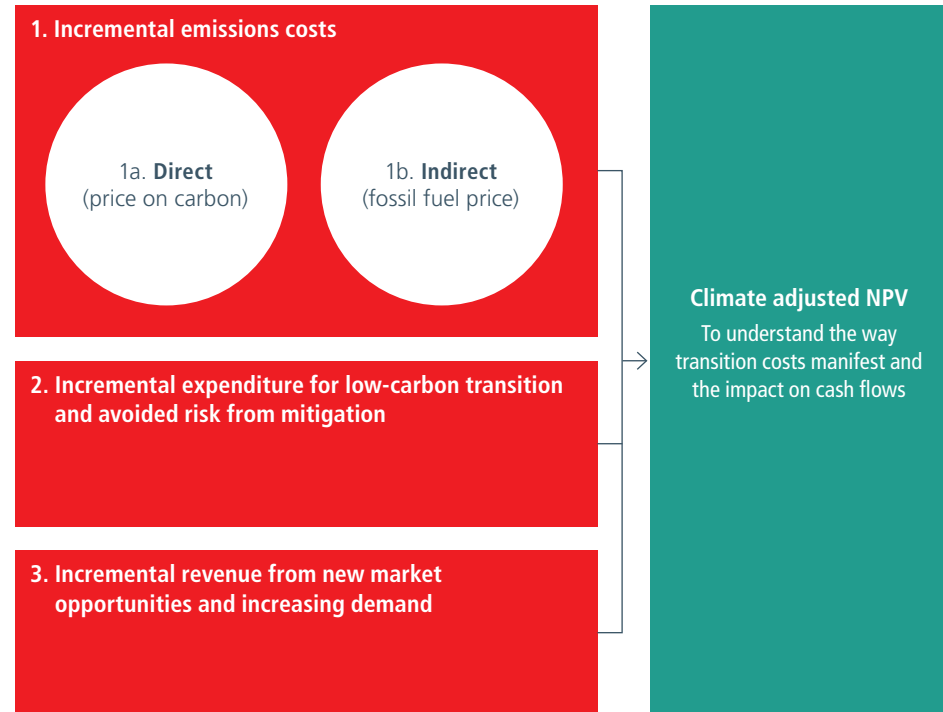 1. Incremental emissions costs
1a. Direct
(price on carbon)
1b. Indirect
(fossil fuel price)
2. Incremental expenditure for low-carbon transition
and avoided risk from mitigation
3. Incremental revenue from new market
opportunities and increasing demand
Climate adjusted NPV
To understand the way
transition costs manifest and
the impact on cash flows